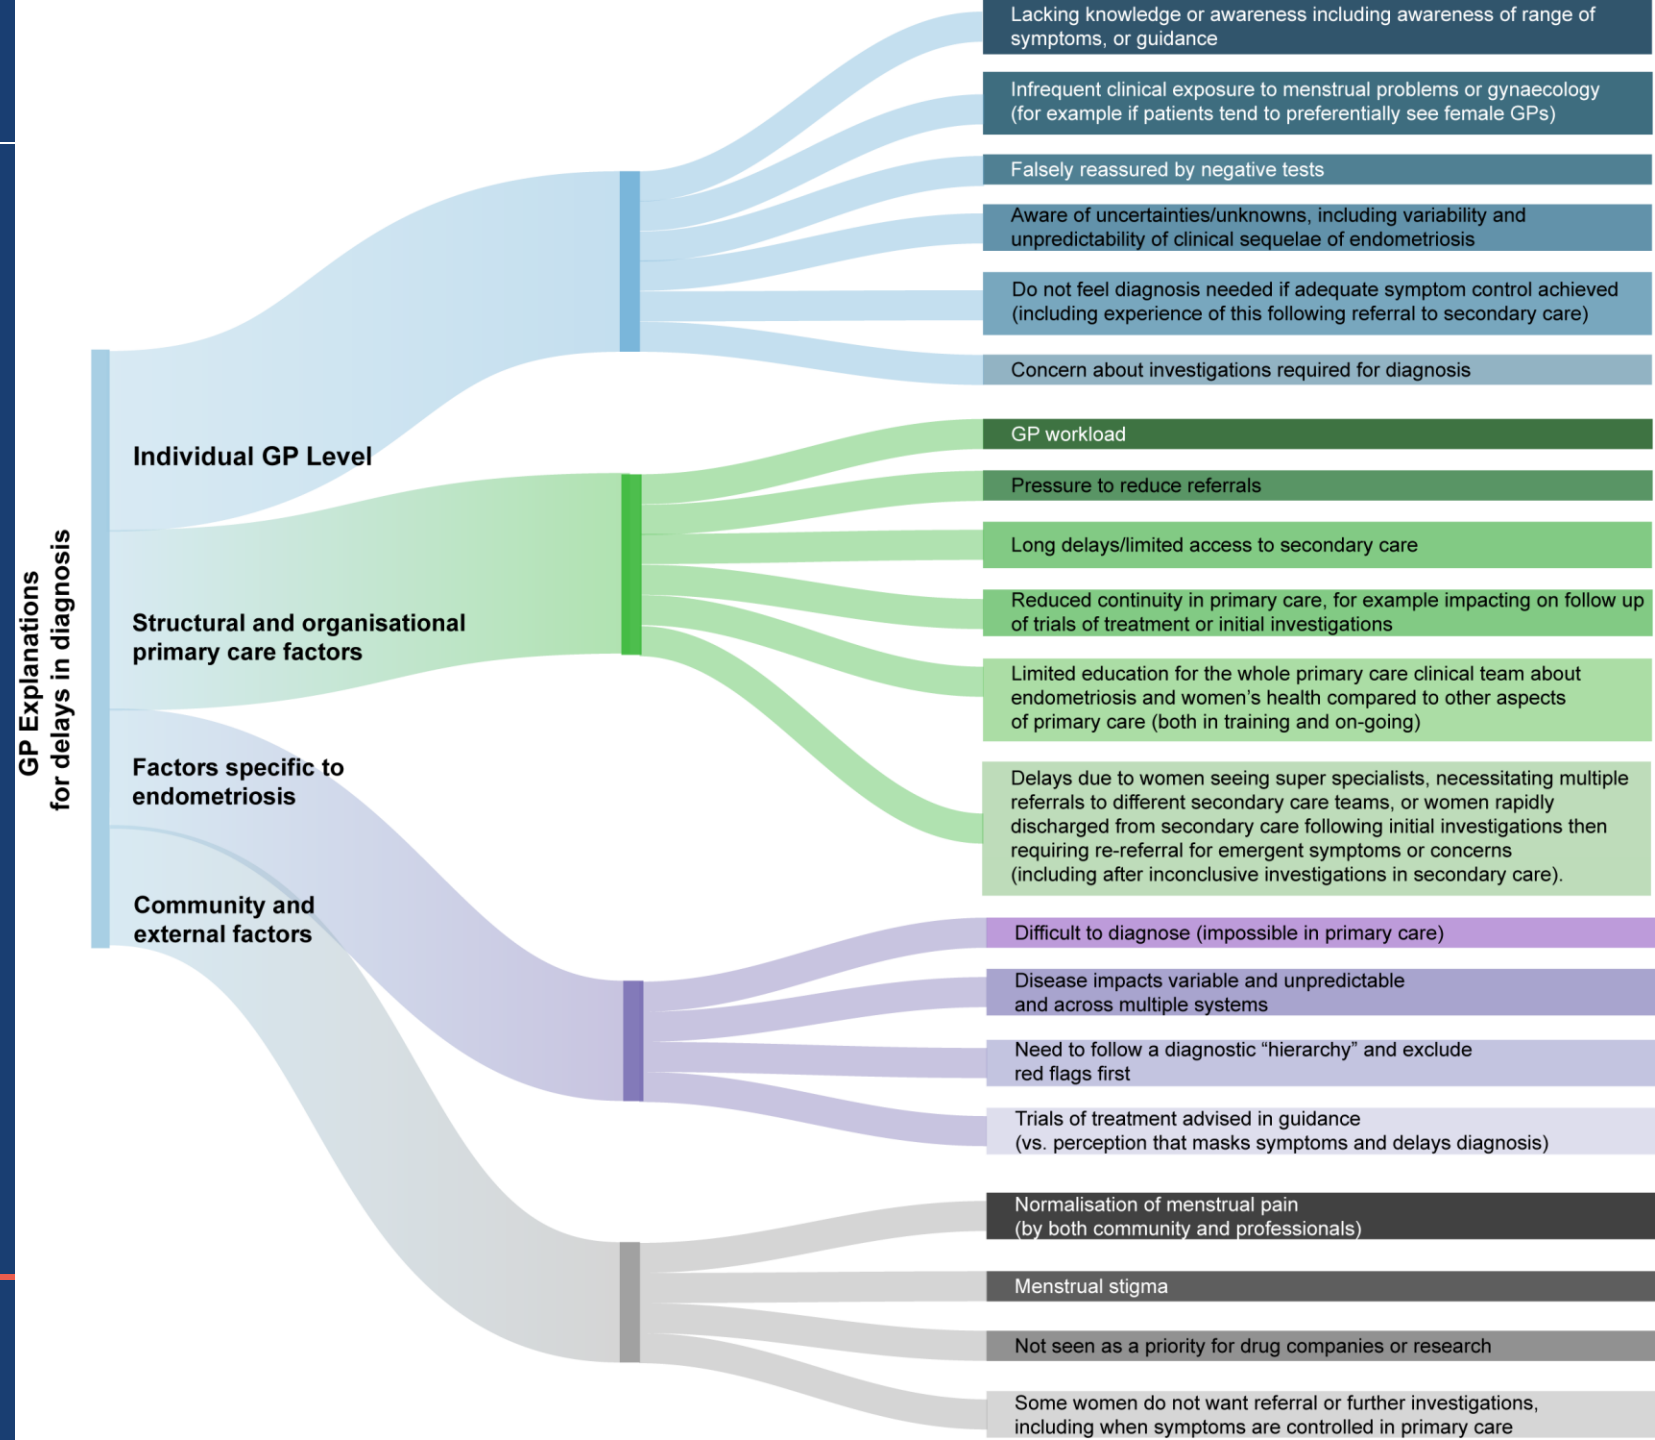 GP Explanations
for delays in diagnosis
Individual GP Level
Lacking knowledge or awareness including awareness of range of
symptoms, or guidance
Infrequent clinical exposure to menstrual problems or gynaecology
(for example if patients tend to preferentially see female GPs)
Falsely reassured by negative tests
Aware of uncertainties/unknowns, including variability and
unpredictability of clinical sequelae of endometriosis
Do not feel diagnosis needed if adequate symptom control achieved
(including experience of this following referral to secondary care)
Concern about investigations required for diagnosis
Structural and organisational
primary care factors
GP workload
Pressure to reduce referrals
Long delays/limited access to secondary care
Reduced continuity in primary care, for example impacting on follow up
of trials of treatment or initial investigations
Limited education for the whole primary care clinical team about
endometriosis and women’s health compared to other aspects
of primary care (both in training and on-going)
Delays due to women seeing super specialists, necessitating multiple
referrals to different secondary care teams, or women rapidly
discharged from secondary care following initial investigations then
requiring re-referral for emergent symptoms or concerns
(including after inconclusive investigations in secondary care).
Factors specific to
endometriosis
Difficult to diagnose (impossible in primary care)
Disease impacts variable and unpredictable
and across multiple systems
Need to follow a diagnostic “hierarchy” and exclude
red flags first
Trials of treatment advised in guidance
(vs. perception that masks symptoms and delays diagnosis)
Community and
external factors
Normalisation of menstrual pain
(by both community and professionals)
Menstrual stigma
Not seen as a priority for drug companies or research
Some women do not want referral or further investigations,
including when symptoms are controlled in primary care